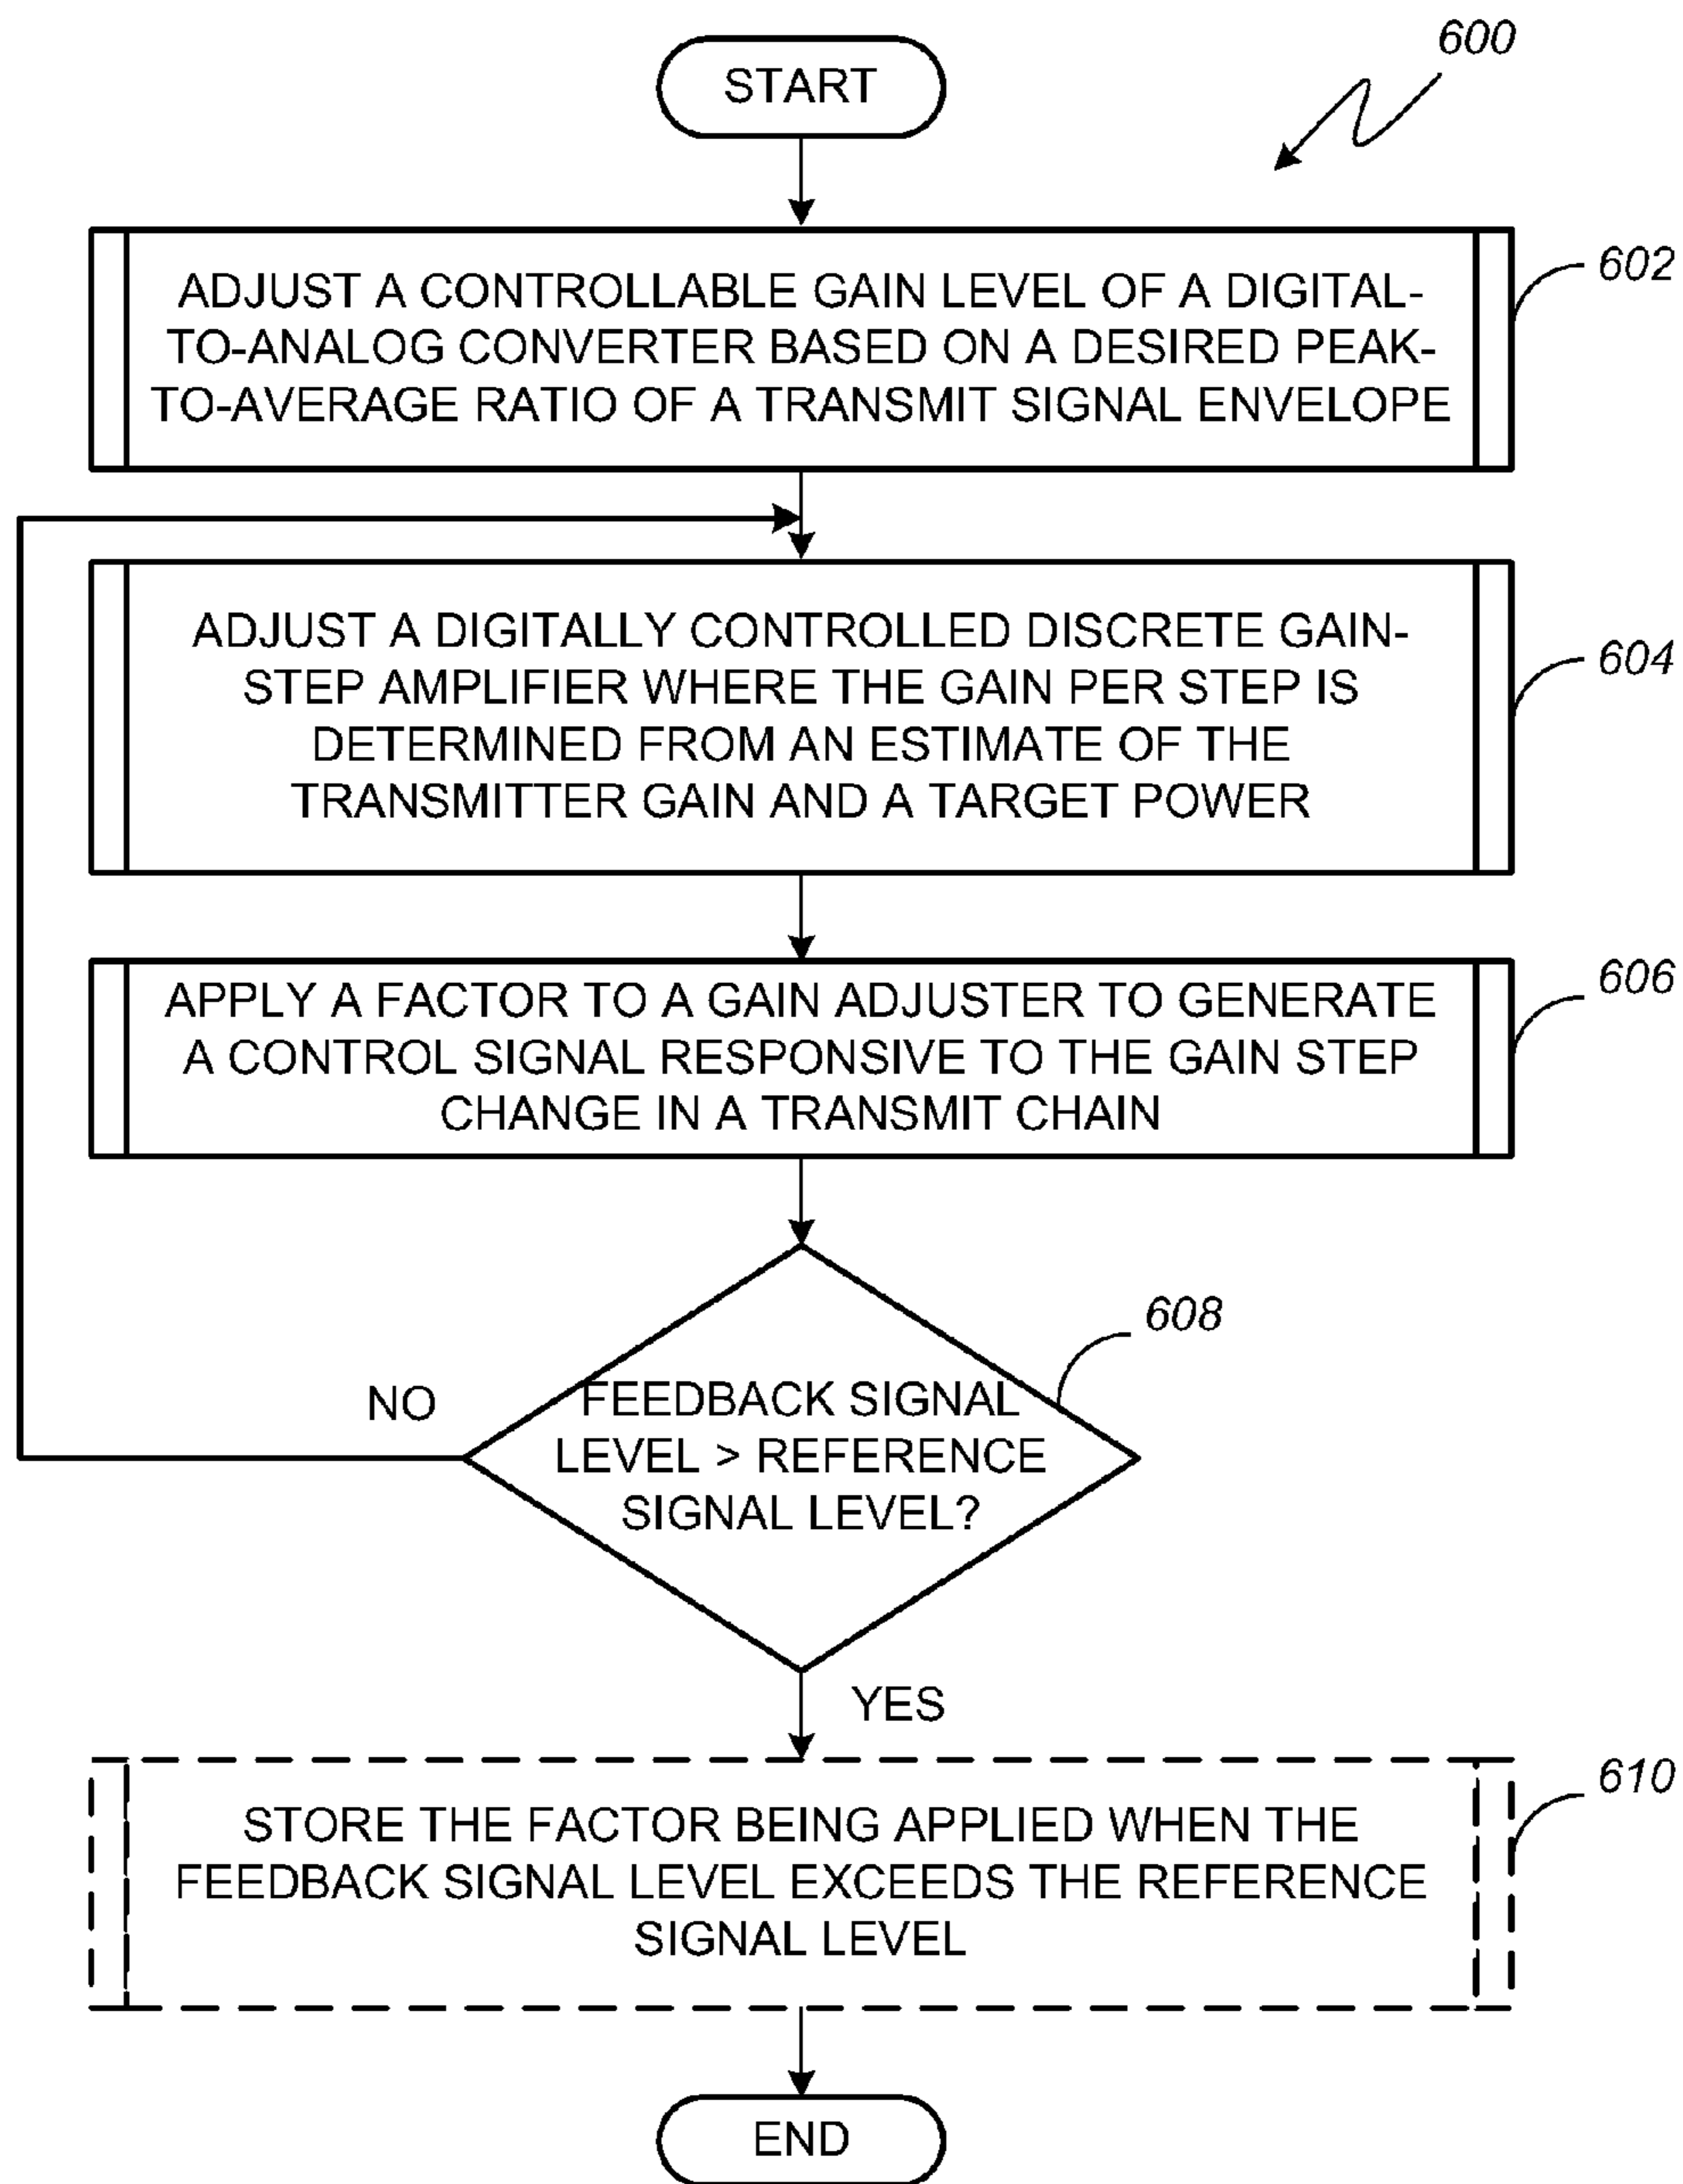 600
START
602
ADJUST A CONTROLLABLE GAIN LEVEL OF A DIGITAL-
TO-ANALOG CONVERTER BASED ON A DESIRED PEAK-
TO-AVERAGE RATIO OF A TRANSMIT SIGNAL ENVELOPE
604
ADJUST A DIGITALLY CONTROLLED DISCRETE GAIN-
STEP AMPLIFIER WHERE THE GAIN PER STEP IS
DETERMINED FROM AN ESTIMATE OF THE
TRANSMITTER GAIN AND A TARGET POWER
606
APPLY A FACTOR TO A GAIN ADJUSTER TO GENERATE
A CONTROL SIGNAL RESPONSIVE TO THE GAIN STEP
CHANGE IN A TRANSMIT CHAIN
608
NO
FEEDBACK SIGNAL
LEVEL > REFERENCE
SIGNAL LEVEL?
YES
610
STORE THE FACTOR BEING APPLIED WHEN THE
FEEDBACK SIGNAL LEVEL EXCEEDS THE REFERENCE
SIGNAL LEVEL
END